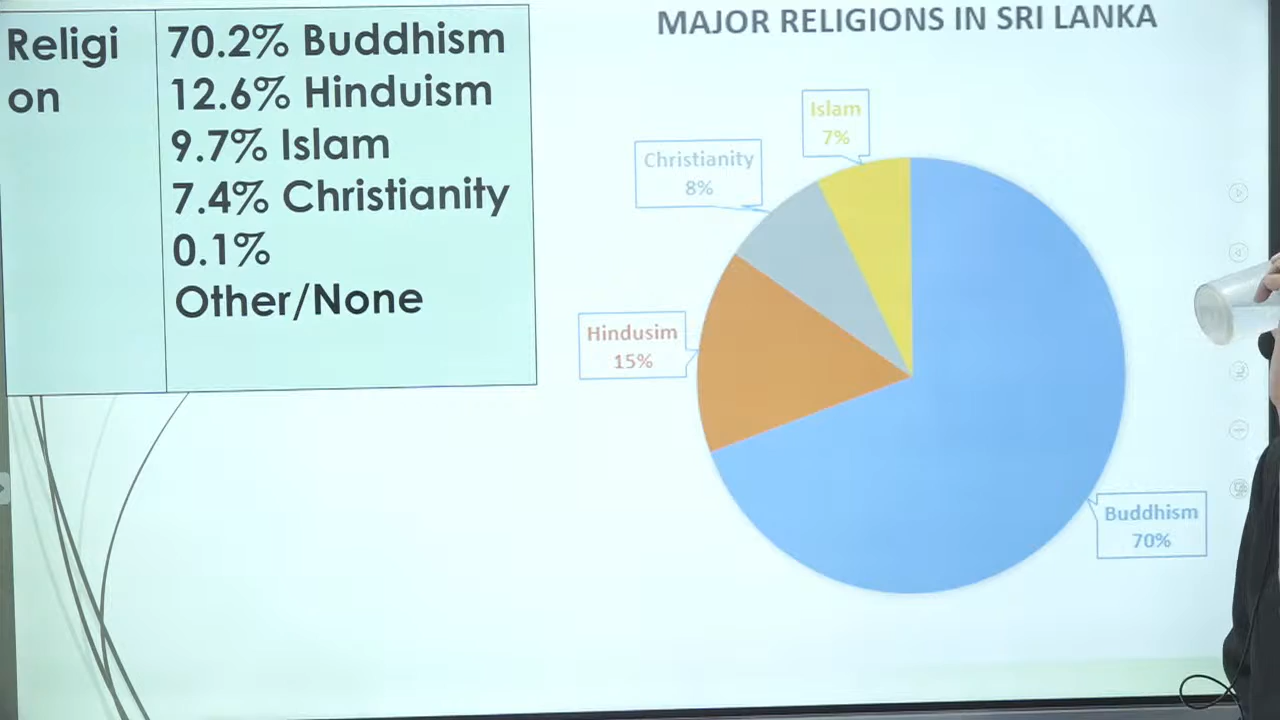 Religi
on
70.2% Buddhism
12.6% Hinduism
9.7% Islam
7.4% Christianity
0.1%
Other/None
MAJOR RELIGIONS IN SRI LANKA
Islam
7%
Christianity
8%
Hindusim
15%
Buddhism
70%